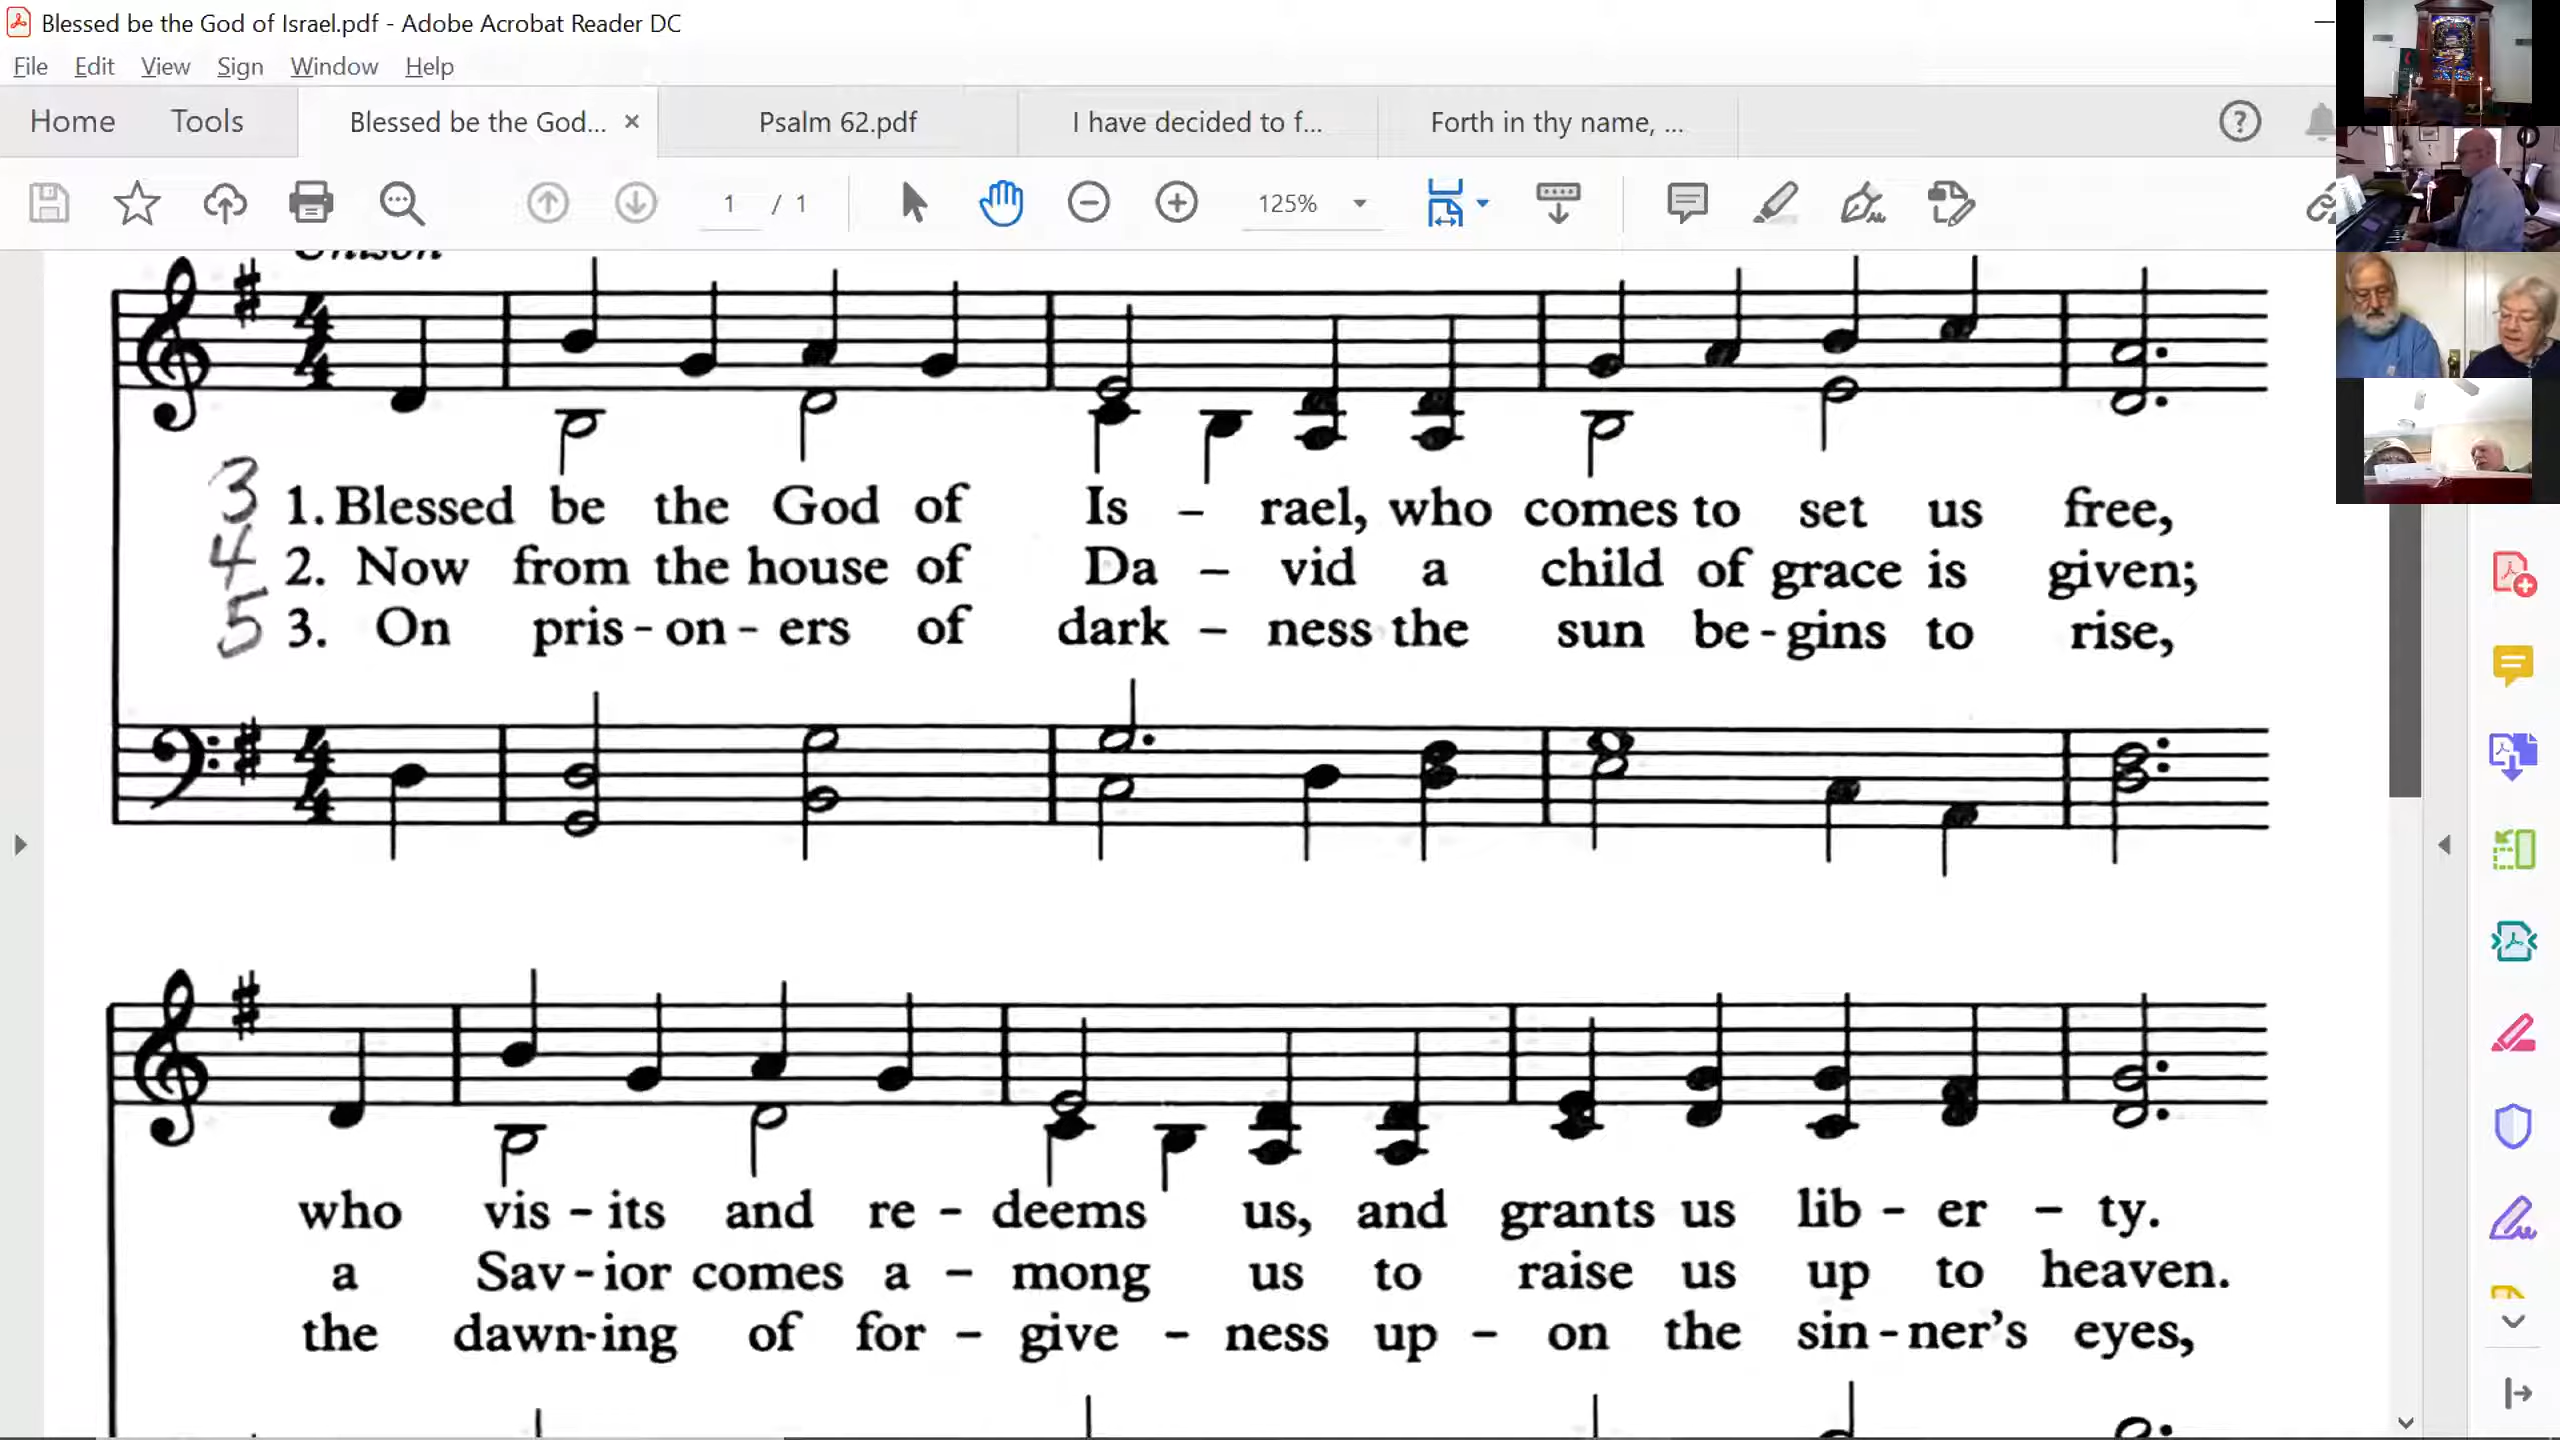 Blessed be the God of Israel.pdf - Adobe Acrobat Reader DC
File Edit View Sign Window Help
Home Tools Blessed be the God... × Psalm 62.pdf I have decided to f... Forth in thy name, ...
1 / 1 125%
Unison
3 1. Blessed be the God of Is - rael, who comes to set us free,
4 2. Now from the house of Da - vid a child of grace is given;
5 3. On pris - on - ers of dark - ness the sun be - gins to rise,
who vis - its and re - deems us, and grants us lib - er - ty.
a Sav - ior comes a - mong us to raise us up to heaven.
the dawn - ing of for - give - ness up - on the sin - ner's eyes,